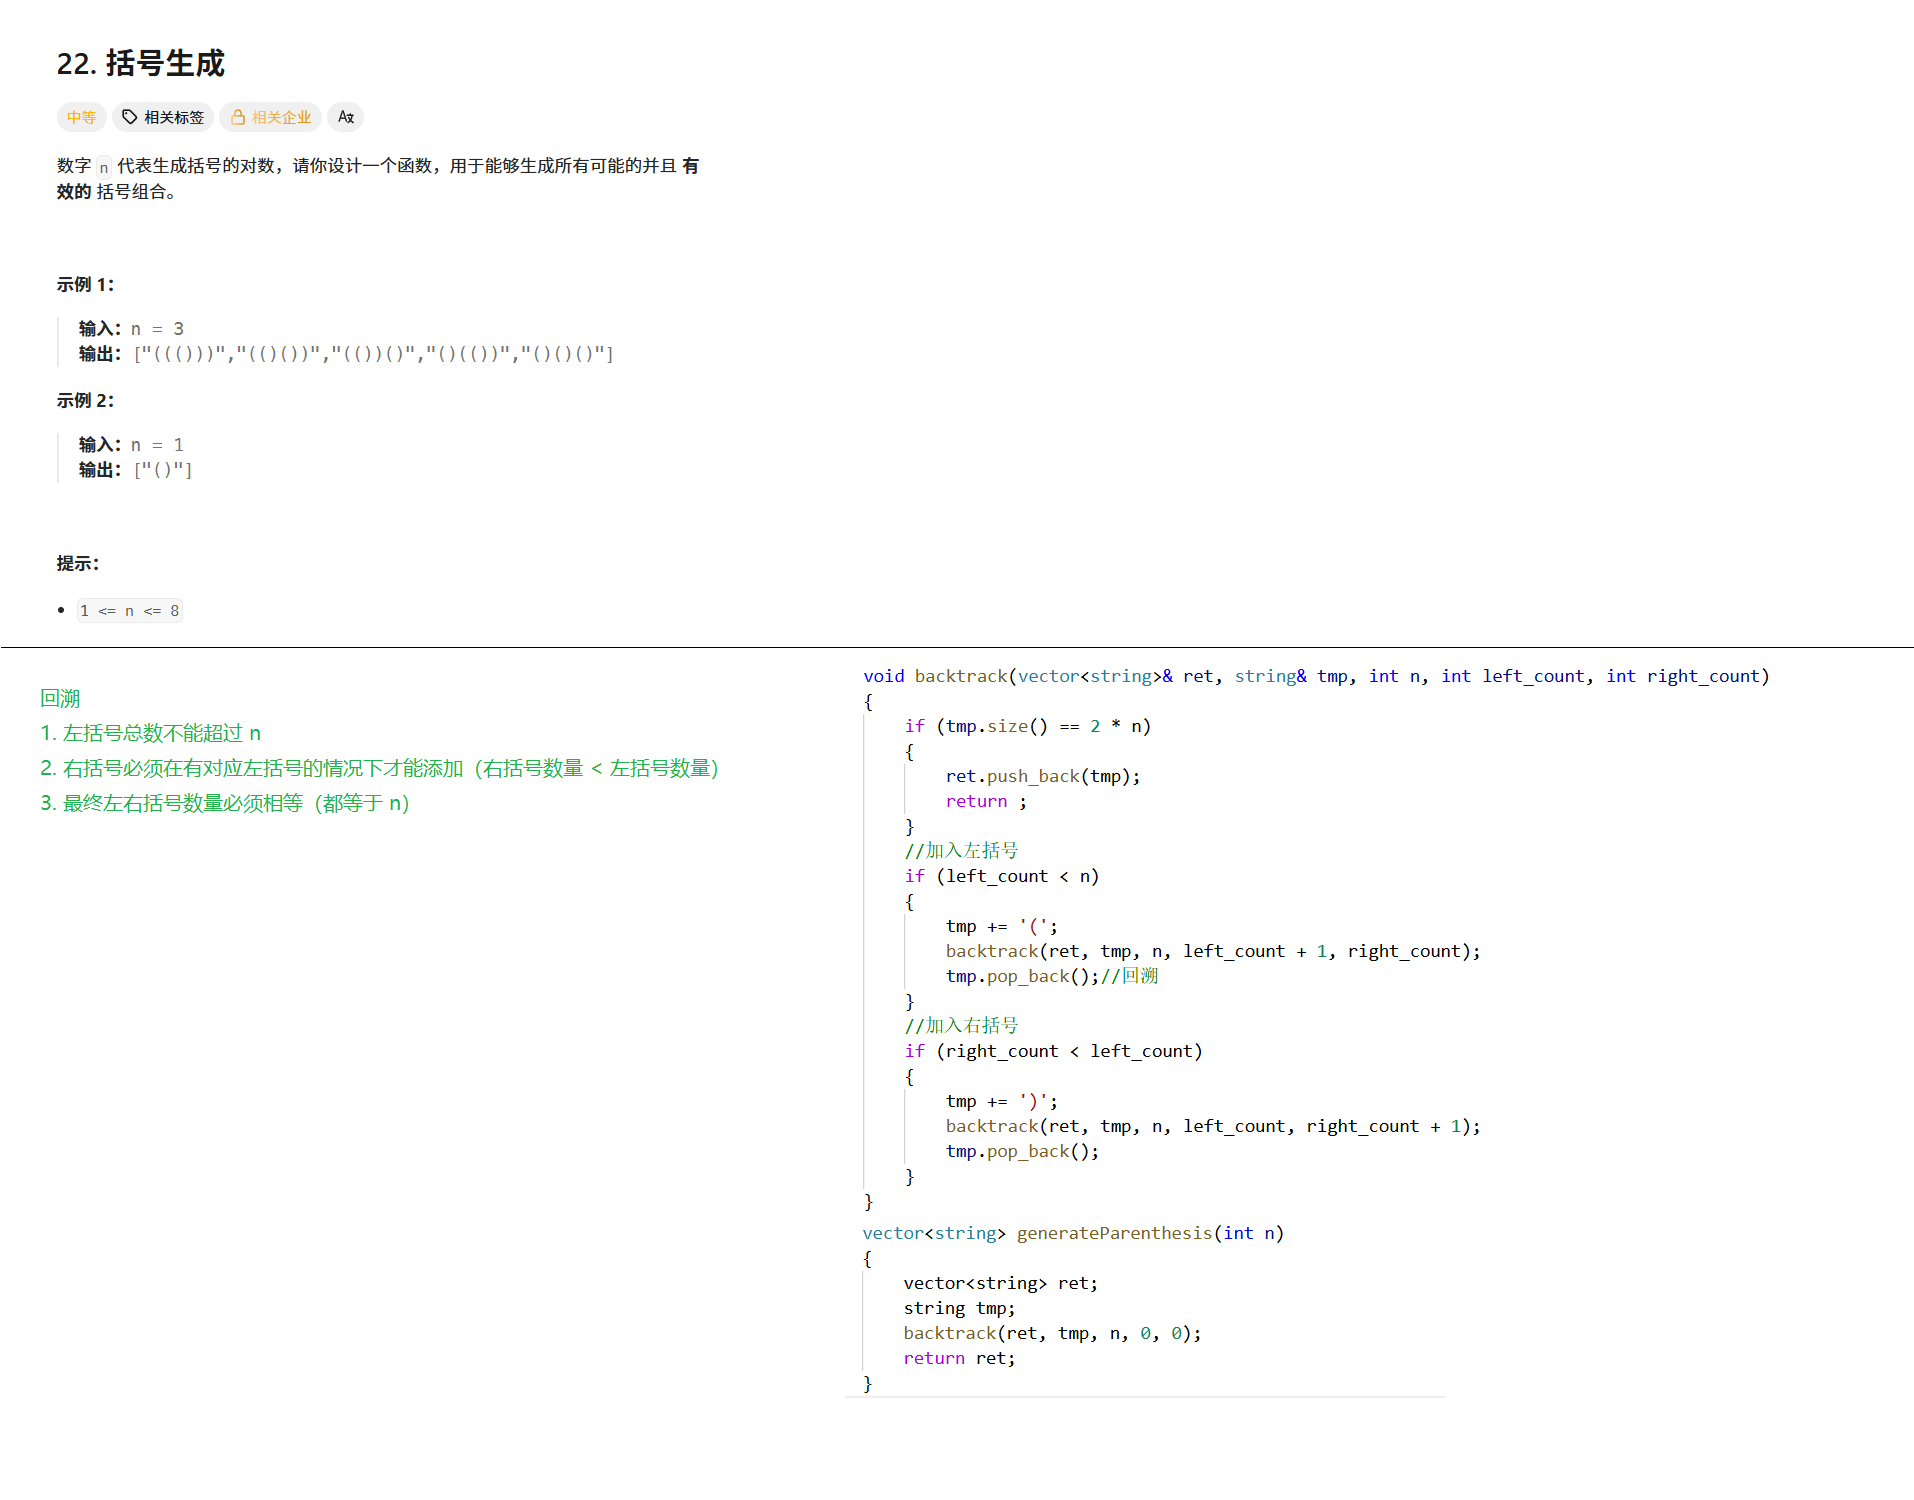 22. 括号生成
中等 相关标签 相关企业
数字 n 代表生成括号的对数，请你设计一个函数，用于能够生成所有可能的并且 有
效的 括号组合。
示例 1：
输入：n = 3
输出：["((()))","(()())","(())()","()(())","()()()"]
示例 2：
输入：n = 1
输出：["()"]
提示：
1 <= n <= 8
回溯
1. 左括号总数不能超过 n
2. 右括号必须在有对应左括号的情况下才能添加（右括号数量 < 左括号数量）
3. 最终左右括号数量必须相等（都等于 n）
void backtrack(vector<string>& ret, string& tmp, int n, int left_count, int right_count)
{
if (tmp.size() == 2 * n)
{
ret.push_back(tmp);
return ;
}
//加入左括号
if (left_count < n)
{
tmp += '(';
backtrack(ret, tmp, n, left_count + 1, right_count);
tmp.pop_back();//回溯
}
//加入右括号
if (right_count < left_count)
{
tmp += ')';
backtrack(ret, tmp, n, left_count, right_count + 1);
tmp.pop_back();
}
}
vector<string> generateParenthesis(int n)
{
vector<string> ret;
string tmp;
backtrack(ret, tmp, n, 0, 0);
return ret;
}